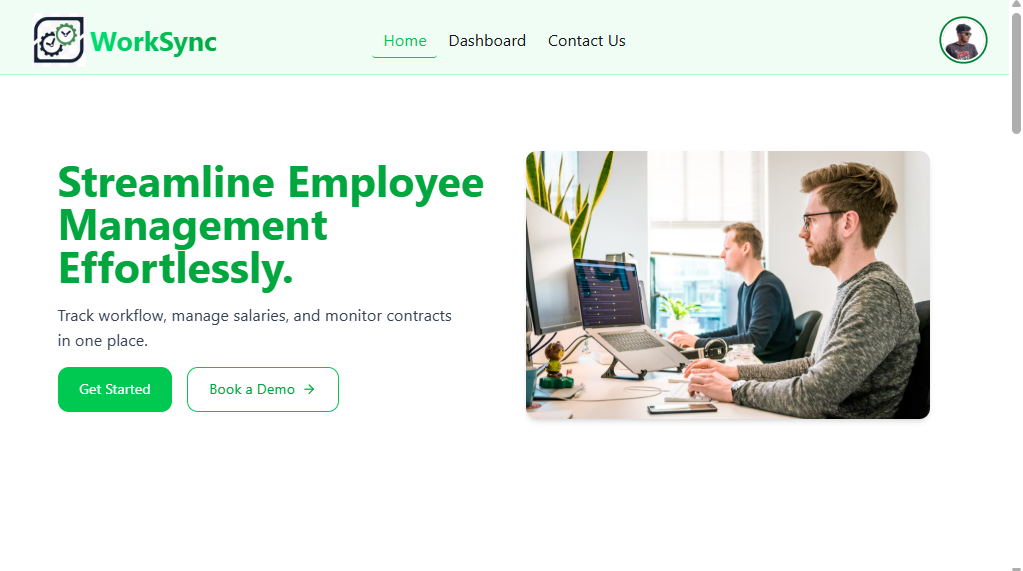 WorkSync
Home
Dashboard
Contact Us
Streamline Employee
Management
Effortlessly.
Track workflow, manage salaries, and monitor contracts
in one place.
Get Started
Book a Demo →